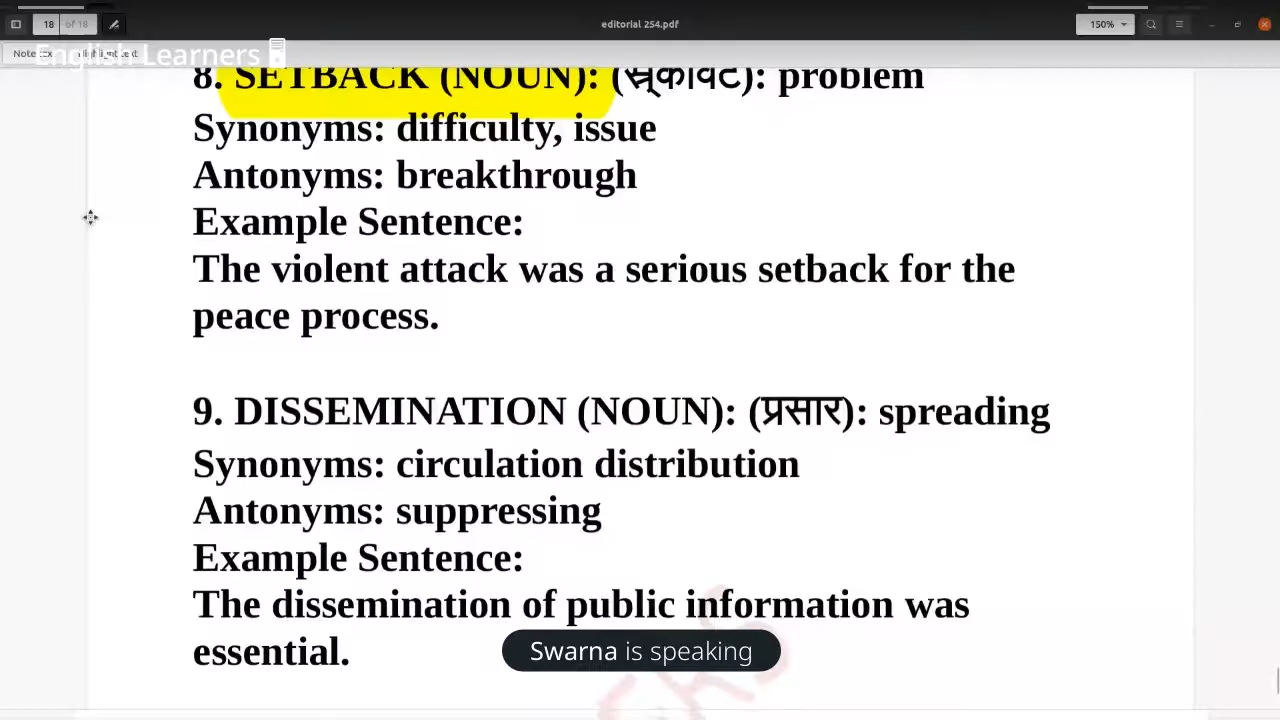 18 of 18
editorial 254.pdf
150%
English Learners
8. SETBACK (NOUN): (स्र्कावट): problem
Synonyms: difficulty, issue
Antonyms: breakthrough
Example Sentence:
The violent attack was a serious setback for the
peace process.
9. DISSEMINATION (NOUN): (प्रसार): spreading
Synonyms: circulation distribution
Antonyms: suppressing
Example Sentence:
The dissemination of public information was
essential.
Swarna is speaking